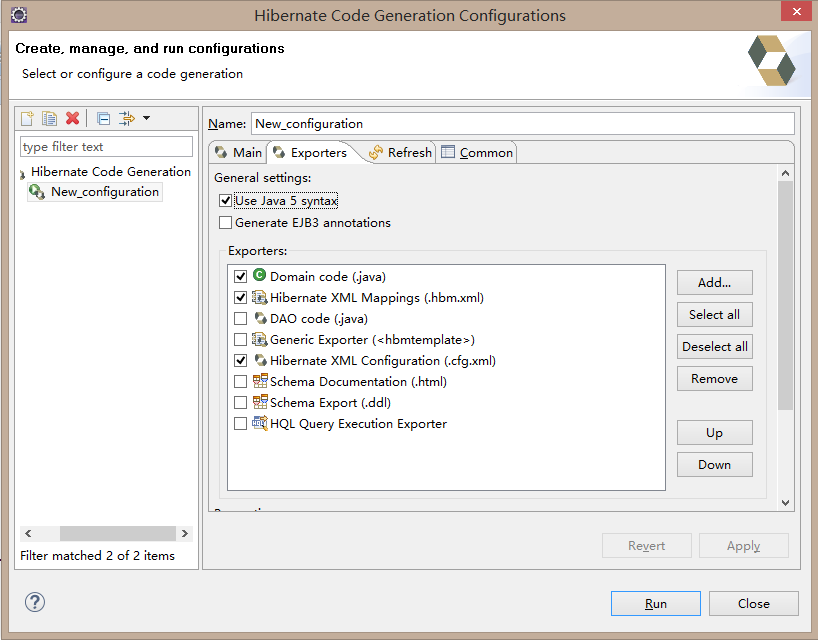 Hibernate Code Generation Configurations
Create, manage, and run configurations
Select or configure a code generation
type filter text
Hibernate Code Generation
New_configuration
Filter matched 2 of 2 items
Name: New_configuration
Main Exporters Refresh Common
General settings:
Use Java 5 syntax
Generate EJB3 annotations
Exporters:
Domain code (.java)
Hibernate XML Mappings (.hbm.xml)
DAO code (.java)
Generic Exporter (<hbmtemplate>)
Hibernate XML Configuration (.cfg.xml)
Schema Documentation (.html)
Schema Export (.ddl)
HQL Query Execution Exporter
Add...
Select all
Deselect all
Remove
Up
Down
Revert Apply
Run Close